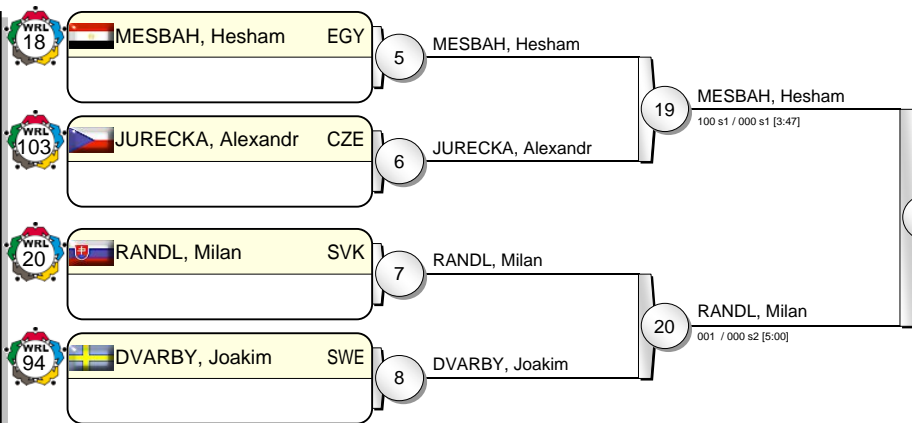 WRL
18
MESBAH, Hesham EGY
5
MESBAH, Hesham
19
MESBAH, Hesham
100 s1 / 000 s1 [3:47]
WRL
103
JURECKA, Alexandr CZE
6
JURECKA, Alexandr
WRL
20
RANDL, Milan SVK
7
RANDL, Milan
20
RANDL, Milan
001 / 000 s2 [5:00]
WRL
94
DVARBY, Joakim SWE
8
DVARBY, Joakim